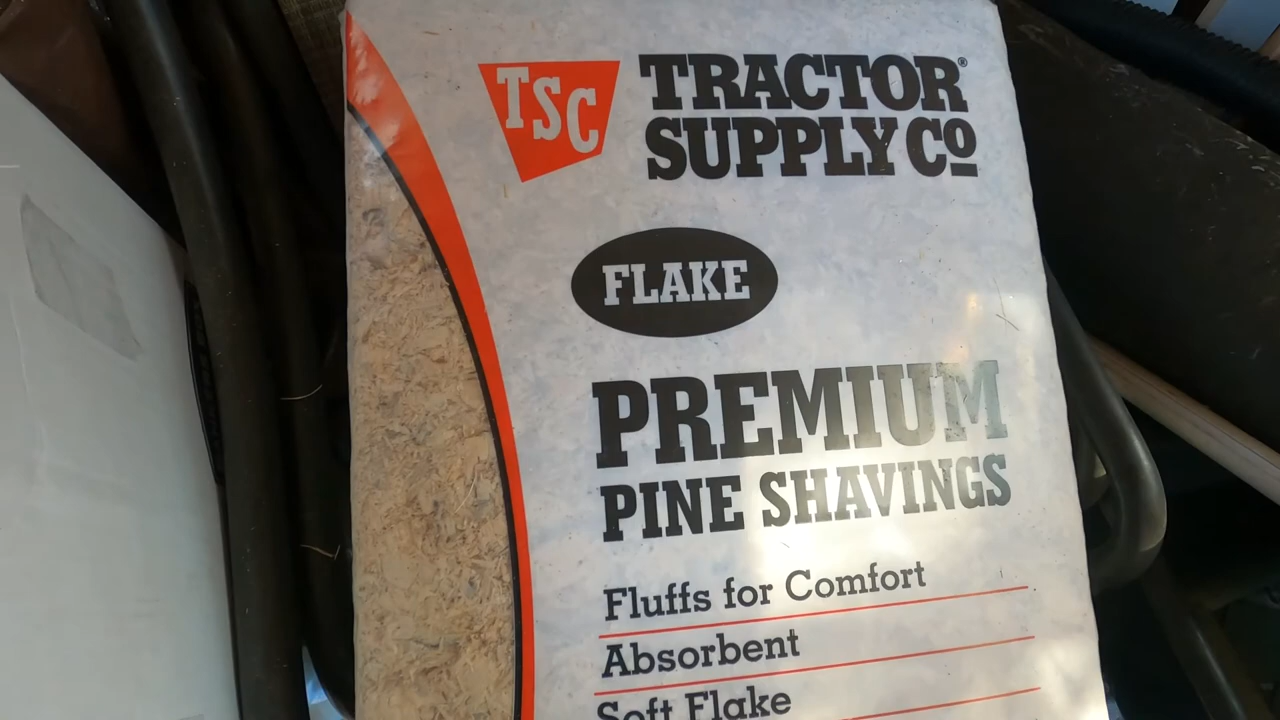 TSC
TRACTOR®
SUPPLY CO
FLAKE
PREMIUM
PINE SHAVINGS
Fluffs for Comfort
Absorbent
Soft Flake